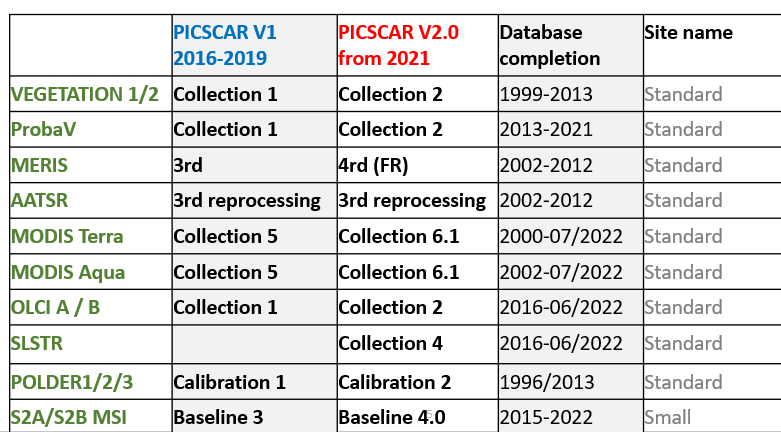 PICSCAR V1 PICSCAR V2.0 Database Site name
2016-2019 from 2021 completion
VEGETATION 1/2 Collection 1 Collection 2 1999-2013 Standard
ProbaV Collection 1 Collection 2 2013-2021 Standard
MERIS 3rd 4rd (FR) 2002-2012 Standard
AATSR 3rd reprocessing 3rd reprocessing 2002-2012 Standard
MODIS Terra Collection 5 Collection 6.1 2000-07/2022 Standard
MODIS Aqua Collection 5 Collection 6.1 2002-07/2022 Standard
OLCI A / B Collection 1 Collection 2 2016-06/2022 Standard
SLSTR Collection 4 2016-06/2022 Standard
POLDER1/2/3 Calibration 1 Calibration 2 1996/2013 Standard
S2A/S2B MSI Baseline 3 Baseline 4.0 2015-2022 Small